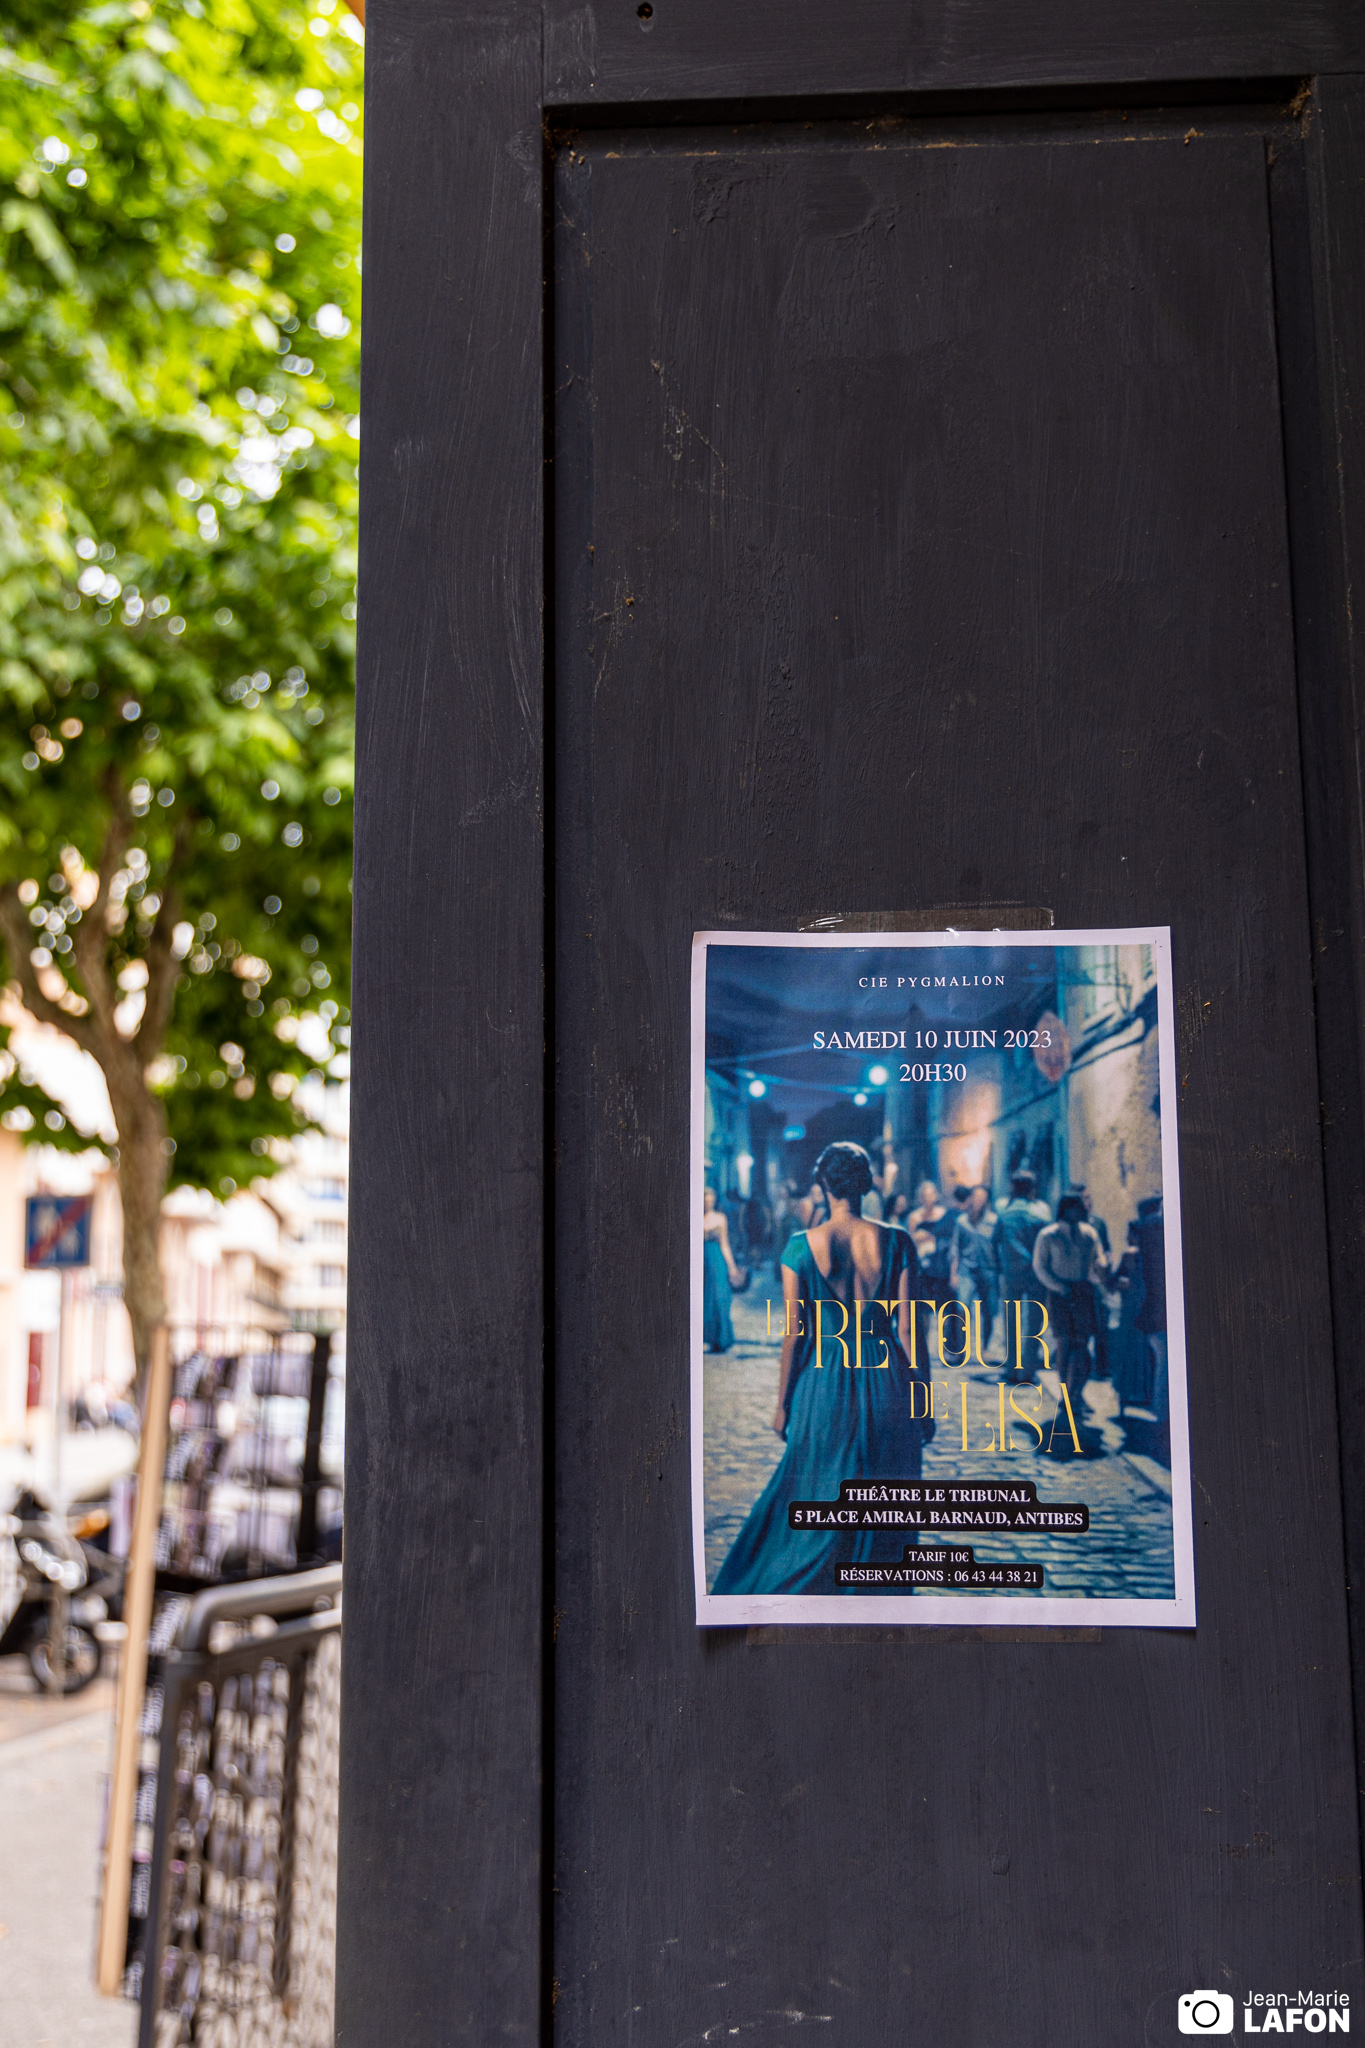 CIE PYGMALION
SAMEDI 10 JUIN 2023
20H30
LE RETOUR
DE LISA
THÉÂTRE LE TRIBUNAL
5 PLACE AMIRAL BARNAUD, ANTIBES
TARIF 10€
RÉSERVATIONS : 06 43 44 38 21
Jean-Marie
LAFON